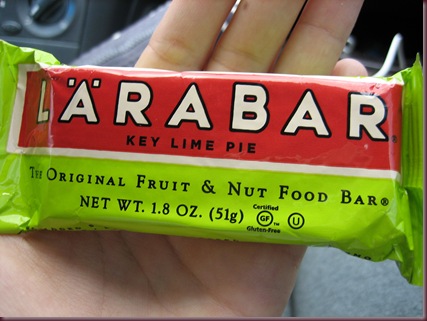 LÄRABAR®
KEY LIME PIE
The Original Fruit & Nut Food Bar®
NET WT. 1.8 OZ. (51g)
Certified
GF™
Gluten-Free
U